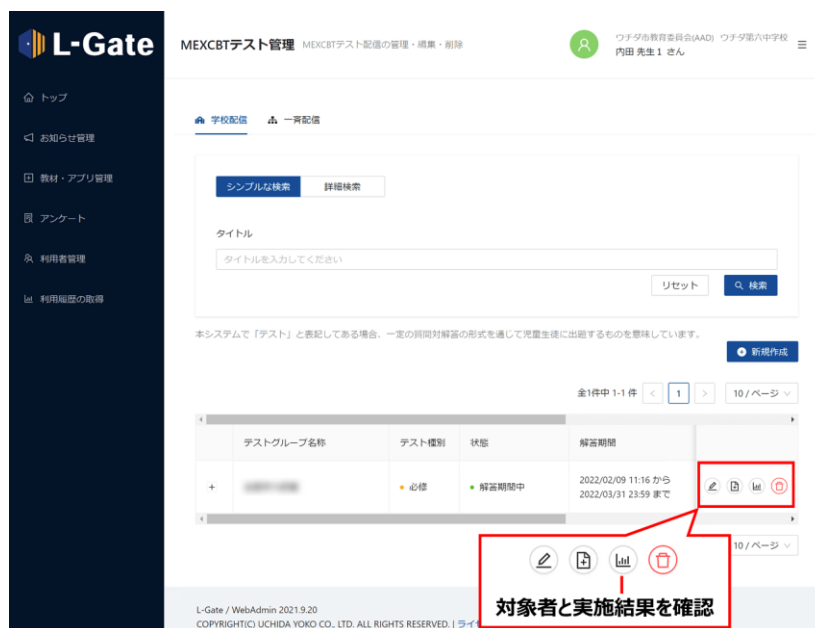 L-Gate
MEXCBTテスト管理 MEXCBTテスト配信の管理・編集・削除
ウチダ市教育委員会(AAD) ウチダ第六中学校
内田 先生1 さん
トップ
お知らせ管理
教材・アプリ管理
アンケート
利用者管理
利用履歴の取得
学校配信 一斉配信
シンプルな検索 詳細検索
タイトル
タイトルを入力してください
リセット 検索
本システムで「テスト」と表記してある場合、一定の質問対解答の形式を通じて児童生徒に出題するものを意味しています。
新規作成
全1件中 1-1 件 < 1 > 10 / ページ
テストグループ名称 テスト種別 状態 解答期間
+ 必修 解答期間中 2022/02/09 11:16 から
2022/03/31 23:59 まで
10 / ページ
対象者と実施結果を確認
L-Gate / WebAdmin 2021.9.20
COPYRIGHT(C) UCHIDA YOKO CO., LTD. ALL RIGHTS RESERVED. |